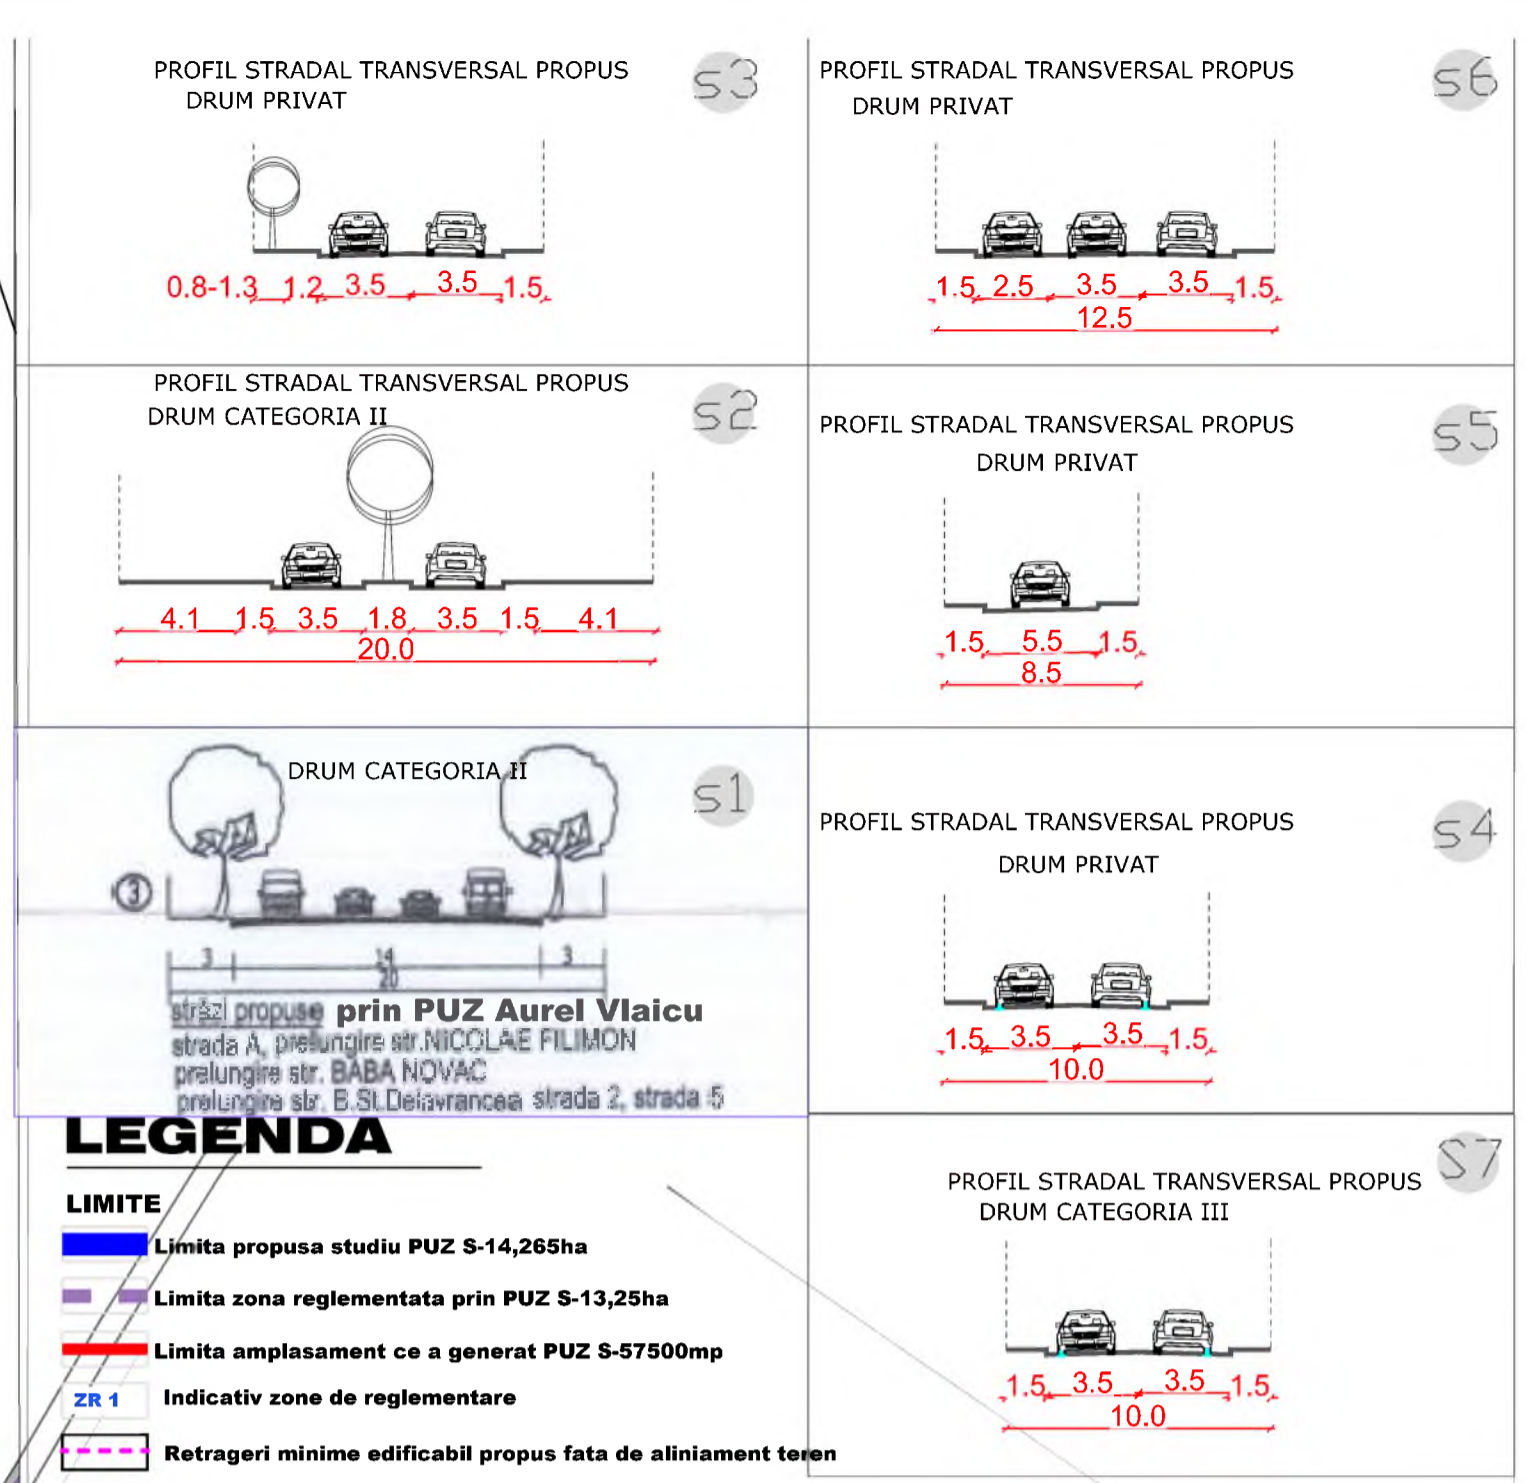 PROFIL STRADAL TRANSVERSAL PROPUS
DRUM PRIVAT
s3
0.8-1.3 1.2 3.5 3.5 1.5
PROFIL STRADAL TRANSVERSAL PROPUS
DRUM PRIVAT
s6
1.5 2.5 3.5 3.5 1.5
12.5
PROFIL STRADAL TRANSVERSAL PROPUS
DRUM CATEGORIA II
s2
4.1 1.5 3.5 1.8 3.5 1.5 4.1
20.0
PROFIL STRADAL TRANSVERSAL PROPUS
DRUM PRIVAT
s5
1.5 5.5 1.5
8.5
DRUM CATEGORIA II
s1
3
3 14 3
20
străzi propuse prin PUZ Aurel Vlaicu
strada A, prelungire str.NICOLAE FILIMON
prelungire str. BABA NOVAC
prelungire str. B.St.Delavrancea strada 2, strada 5
PROFIL STRADAL TRANSVERSAL PROPUS
DRUM PRIVAT
s4
1.5 3.5 3.5 1.5
10.0
LEGENDA
LIMITE
Limita propusa studiu PUZ S-14,265ha
Limita zona reglementata prin PUZ S-13,25ha
Limita amplasament ce a generat PUZ S-57500mp
ZR 1 Indicativ zone de reglementare
Retrageri minime edificabil propus fata de aliniament teren
S7
PROFIL STRADAL TRANSVERSAL PROPUS
DRUM CATEGORIA III
1.5 3.5 3.5 1.5
10.0